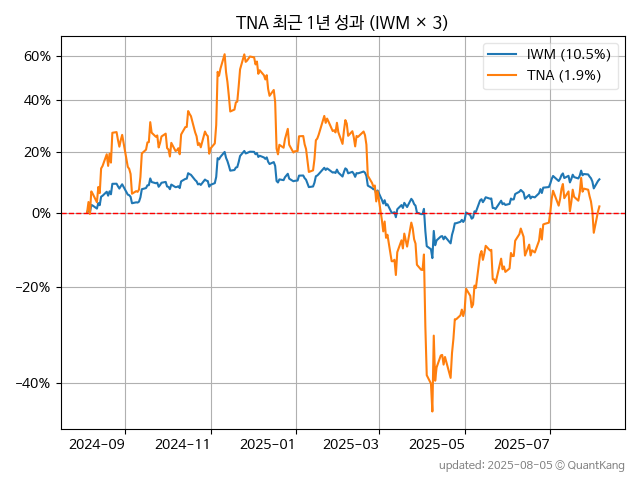 TNA 최근 1년 성과 (IWM × 3)
IWM (10.5%)
TNA (1.9%)
60%
40%
20%
0%
−20%
−40%
2024-09 2024-11 2025-01 2025-03 2025-05 2025-07
updated: 2025-08-05 © QuantKang